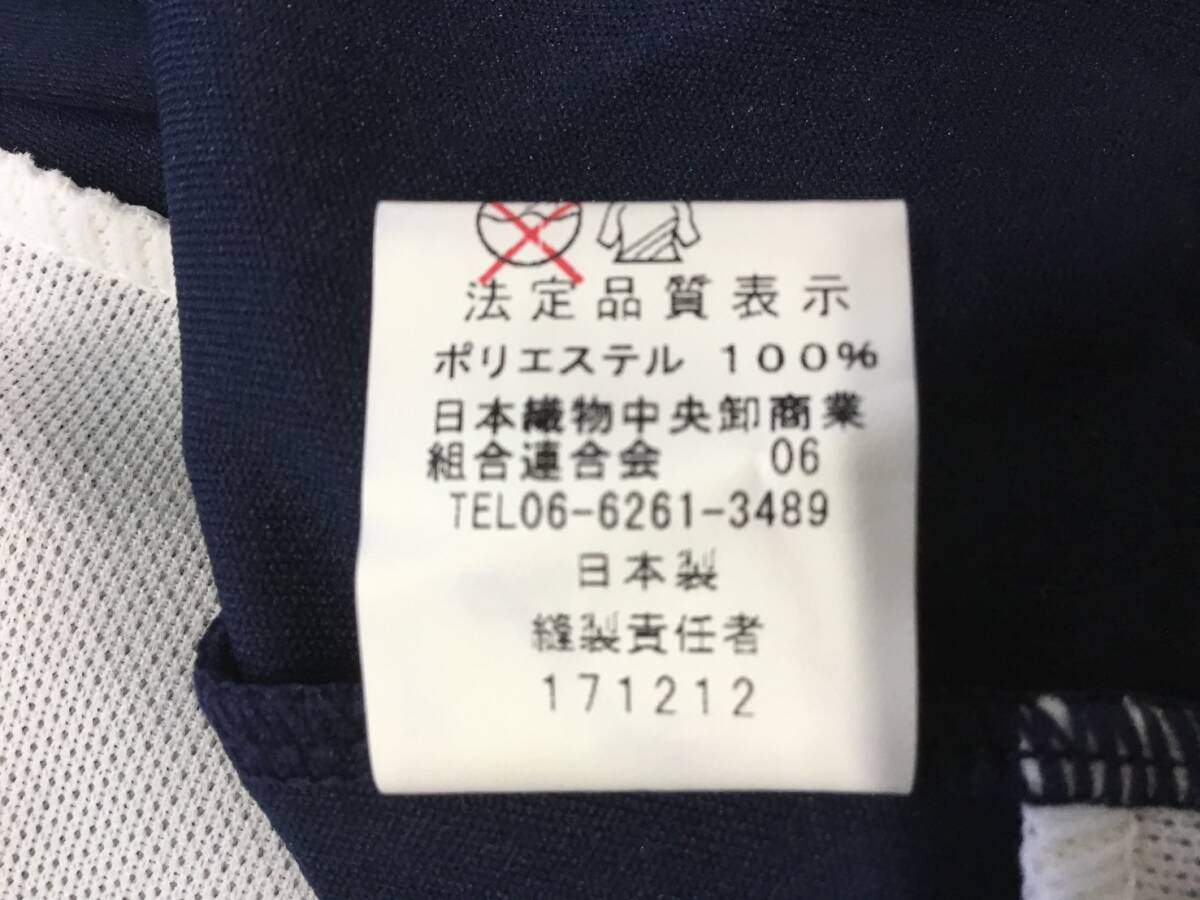 法定品質表示
ポリエステル 100%
日本繊物中央卸商業
組合連合会 06
TEL06-6261-3489
日本製
縫製責任者
171212